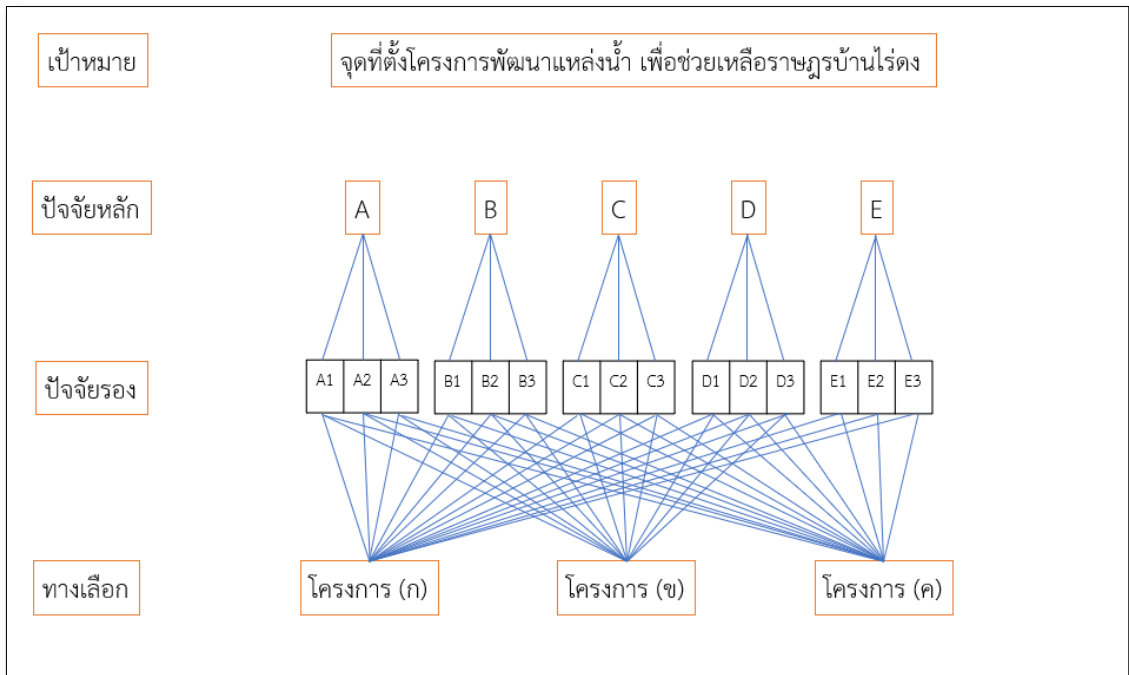 เป้าหมาย จุดที่ตั้งโครงการพัฒนาแหล่งน้ำ เพื่อช่วยเหลือราษฎรบ้านไร่ดง
ปัจจัยหลัก A B C D E
ปัจจัยรอง A1 A2 A3 B1 B2 B3 C1 C2 C3 D1 D2 D3 E1 E2 E3
ทางเลือก โครงการ (ก) โครงการ (ข) โครงการ (ค)